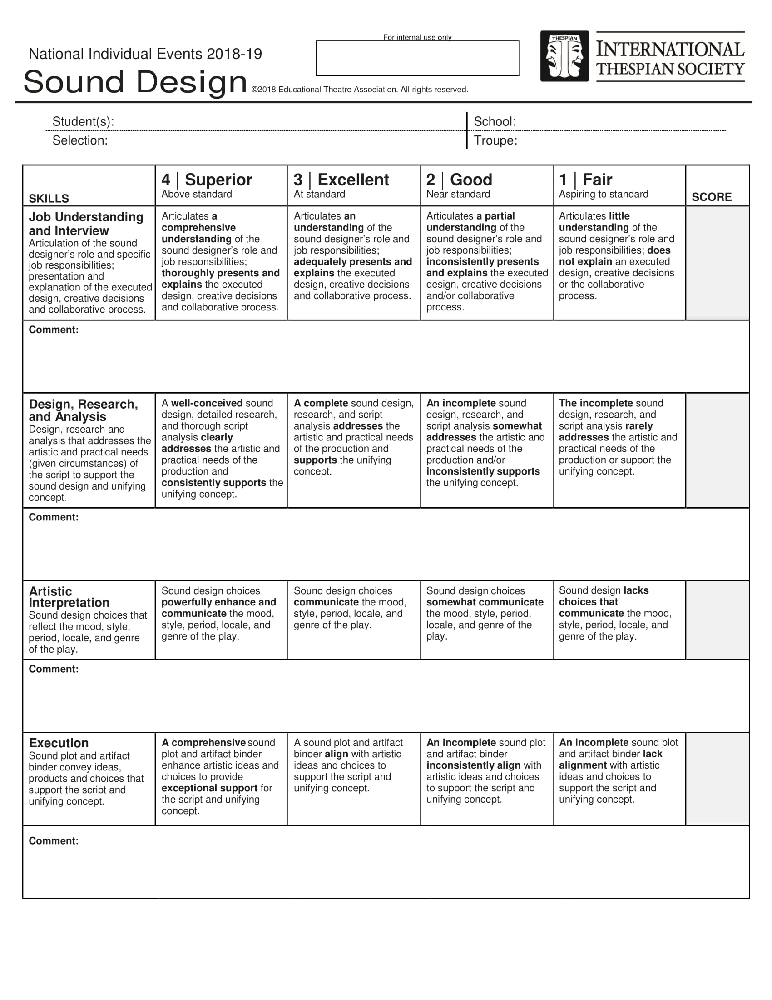 For internal use only
National Individual Events 2018-19
Sound Design ©2018 Educational Theatre Association. All rights reserved.
THESPIAN
INTERNATIONAL
THESPIAN SOCIETY
Student(s):
School:
Selection:
Troupe:
SKILLS
4 | Superior
Above standard
3 | Excellent
At standard
2 | Good
Near standard
1 | Fair
Aspiring to standard
SCORE
Job Understanding
and Interview
Articulation of the sound
designer’s role and specific
job responsibilities;
presentation and
explanation of the executed
design, creative decisions
and collaborative process.
Articulates a
comprehensive
understanding of the
sound designer’s role and
job responsibilities;
thoroughly presents and
explains the executed
design, creative decisions
and collaborative process.
Articulates an
understanding of the
sound designer’s role and
job responsibilities;
adequately presents and
explains the executed
design, creative decisions
and collaborative process.
Articulates a partial
understanding of the
sound designer’s role and
job responsibilities;
inconsistently presents
and explains the executed
design, creative decisions
and/or collaborative
process.
Articulates little
understanding of the
sound designer’s role and
job responsibilities; does
not explain an executed
design, creative decisions
or the collaborative
process.
Comment:
Design, Research,
and Analysis
Design, research and
analysis that addresses the
artistic and practical needs
(given circumstances) of
the script to support the
sound design and unifying
concept.
A well-conceived sound
design, detailed research,
and thorough script
analysis clearly
addresses the artistic and
practical needs of the
production and
consistently supports the
unifying concept.
A complete sound design,
research, and script
analysis addresses the
artistic and practical needs
of the production and
supports the unifying
concept.
An incomplete sound
design, research, and
script analysis somewhat
addresses the artistic and
practical needs of the
production and/or
inconsistently supports
the unifying concept.
The incomplete sound
design, research, and
script analysis rarely
addresses the artistic and
practical needs of the
production or support the
unifying concept.
Comment:
Artistic
Interpretation
Sound design choices that
reflect the mood, style,
period, locale, and genre
of the play.
Sound design choices
powerfully enhance and
communicate the mood,
style, period, locale, and
genre of the play.
Sound design choices
communicate the mood,
style, period, locale, and
genre of the play.
Sound design choices
somewhat communicate
the mood, style, period,
locale, and genre of the
play.
Sound design lacks
choices that
communicate the mood,
style, period, locale, and
genre of the play.
Comment:
Execution
Sound plot and artifact
binder convey ideas,
products and choices that
support the script and
unifying concept.
A comprehensive sound
plot and artifact binder
enhance artistic ideas and
choices to provide
exceptional support for
the script and unifying
concept.
A sound plot and artifact
binder align with artistic
ideas and choices to
support the script and
unifying concept.
An incomplete sound plot
and artifact binder
inconsistently align with
artistic ideas and choices
to support the script and
unifying concept.
An incomplete sound plot
and artifact binder lack
alignment with artistic
ideas and choices to
support the script and
unifying concept.
Comment: